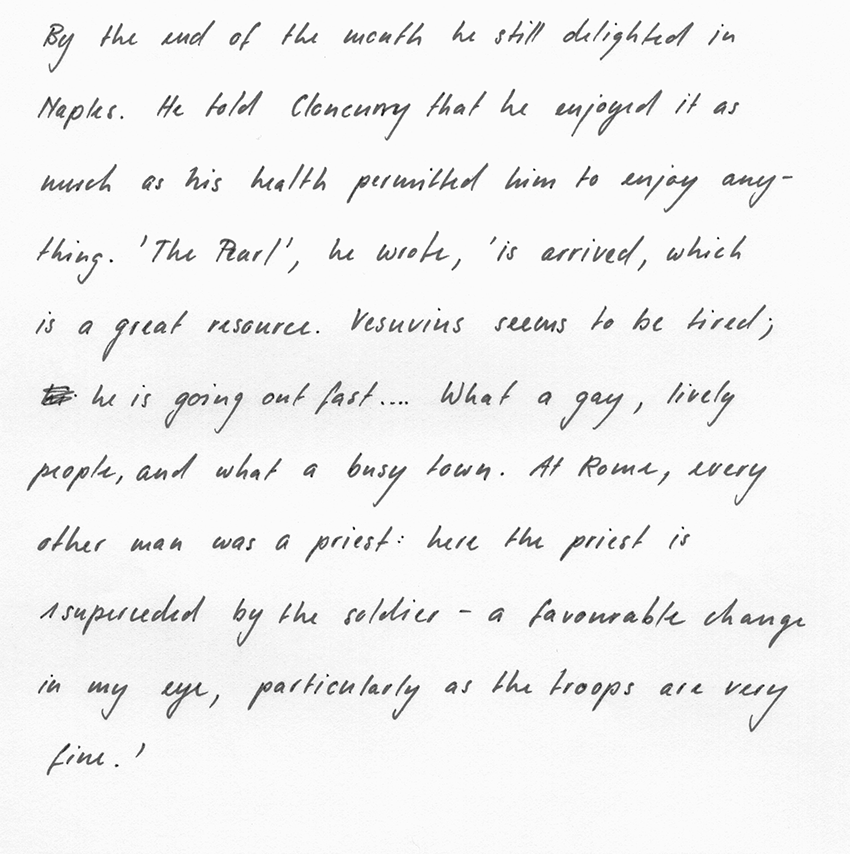 By the end of the month he still delighted in
Naples. He told Cloncurry that he enjoyed it as
much as his health permitted him to enjoy any-
thing. 'The Pearl', he wrote, 'is arrived, which
is a great resource. Vesuvius seems to be tired;
he is going out fast.... What a gay, lively
people, and what a busy town. At Rome, every
other man was a priest: here the priest is
superceded by the soldier - a favourable change
in my eye, particularly as the troops are very
fine.'